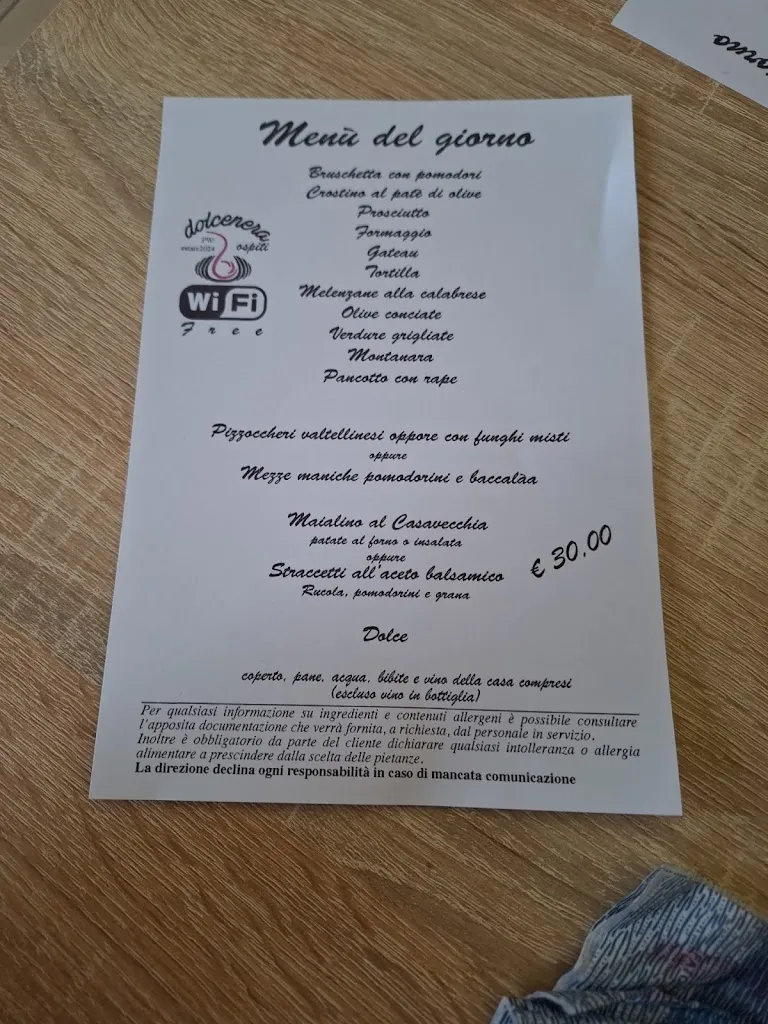 Menù del giorno
Bruschetta con pomodori
Crostino al patè di olive
Prosciutto
Formaggio
Gateau
Tortilla
Melenzane alla calabrese
Olive conciate
Verdure grigliate
Montanara
Pancotto con rape
dolcenera
ospiti
WiFi
Free
Pizzoccheri valtellinesi oppore con funghi misti
oppure
Mezze maniche pomodorini e baccalàa
Maialino al Casavecchia
patate al forno o insalata
oppure
Straccetti all'aceto balsamico
Rucola, pomodorini e grana
€ 30,00
Dolce
coperto, pane, acqua, bibite e vino della casa compresi
(escluso vino in bottiglia)
Per qualsiasi informazione su ingredienti e contenuti allergeni è possibile consultare
l'apposita documentazione che verrà fornita, a richiesta, dal personale in servizio.
Inoltre è obbligatorio da parte del cliente dichiarare qualsiasi intolleranza o allergia
alimentare a prescindere dalla scelta delle pietanze.
La direzione declina ogni responsabilità in caso di mancata comunicazione